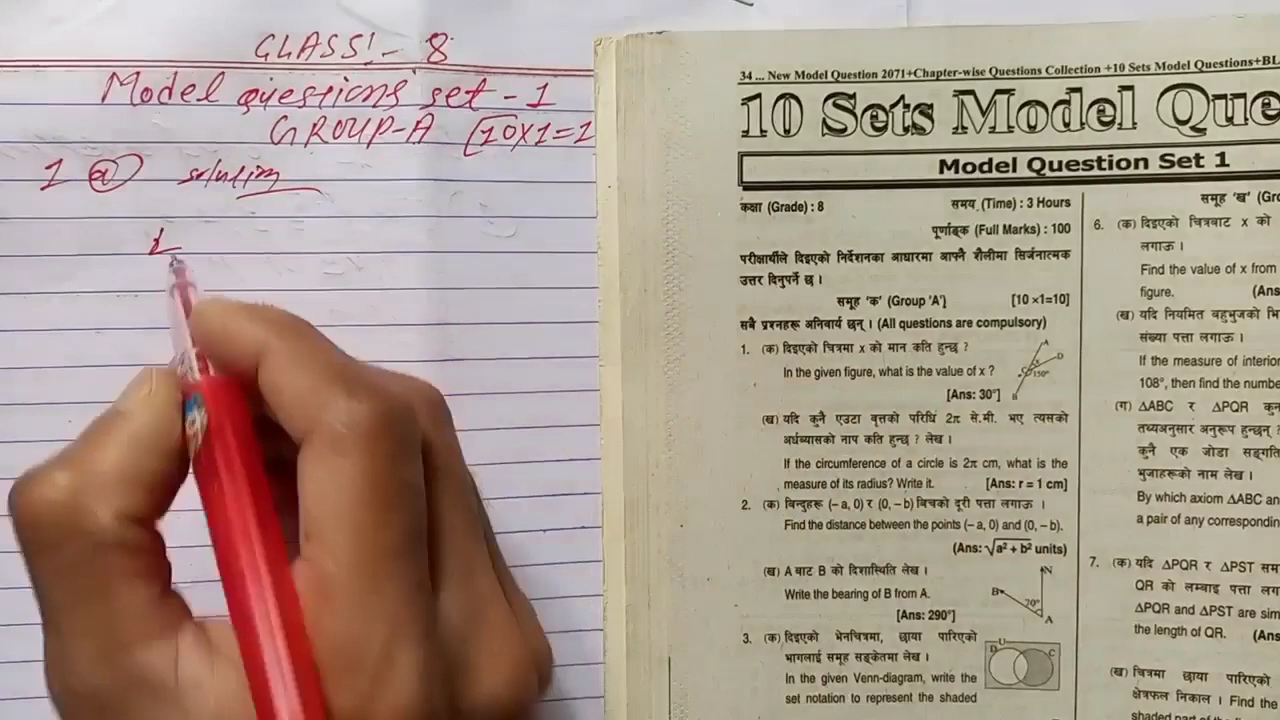 CLASS:- 8
Model questions set - 1
GROUP-A [10×1=1
1 (a) solution
34 ... New Model Question 2071+Chapter-wise Questions Collection +10 Sets Model Questions+BL
10 Sets Model Que
Model Question Set 1
कक्षा (Grade) : 8 समय (Time) : 3 Hours
पूर्णाङ्क (Full Marks) : 100
परीक्षार्थीले दिइएको निर्देशनका आधारमा आफ्नै शैलीमा सिर्जनात्मक
उत्तर दिनुपर्ने छ ।
समूह 'क' (Group 'A') [10 ×1=10]
सबै प्रश्नहरू अनिवार्य छन् । (All questions are compulsory)
1. (क) दिइएको चित्रमा x को मान कति हुन्छ ?
In the given figure, what is the value of x ?
[Ans: 30°]
A
D
x
C
150°
B
(ख) यदि कुनै एउटा वृत्तको परिधि 2π से.मी. भए त्यसको
अर्धव्यासको नाप कति हुन्छ ? लेख ।
If the circumference of a circle is 2π cm, what is the
measure of its radius? Write it. [Ans: r = 1 cm]
2. (क) बिन्दुहरू (– a, 0) र (0, – b) बिचको दूरी पत्ता लगाऊ ।
Find the distance between the points (– a, 0) and (0, – b).
(Ans: √a² + b² units)
(ख) A बाट B को दिशास्थिति लेख ।
Write the bearing of B from A.
[Ans: 290°]
N
B
70°
A
3. (क) दिइएको भेनचित्रमा, छाया पारिएको
भागलाई समूह सङ्केतमा लेख ।
In the given Venn-diagram, write the
set notation to represent the shaded
U
D
C
समूह 'ख' (Gr
6. (क) दिइएको चित्रबाट x को
लगाऊ ।
Find the value of x from
figure. (Ans
(ख) यदि नियमित बहुभुजको भि
संख्या पत्ता लगाऊ ।
If the measure of interior
108°, then find the numbe
(ग) ΔABC र ΔPQR कुन
तथ्यअनुसार अनुरूप हुन्छन् ?
कुनै एक जोडा सङ्गति
भुजाहरूको नाम लेख ।
By which axiom ΔABC an
a pair of any correspondin
7. (क) यदि ΔPQR र ΔPST सम
QR को लम्बाइ पत्ता लग
ΔPQR and ΔPST are sim
the length of QR. (Ans
(ख) चित्रमा छाया पारिएको
क्षेत्रफल निकाल । Find the